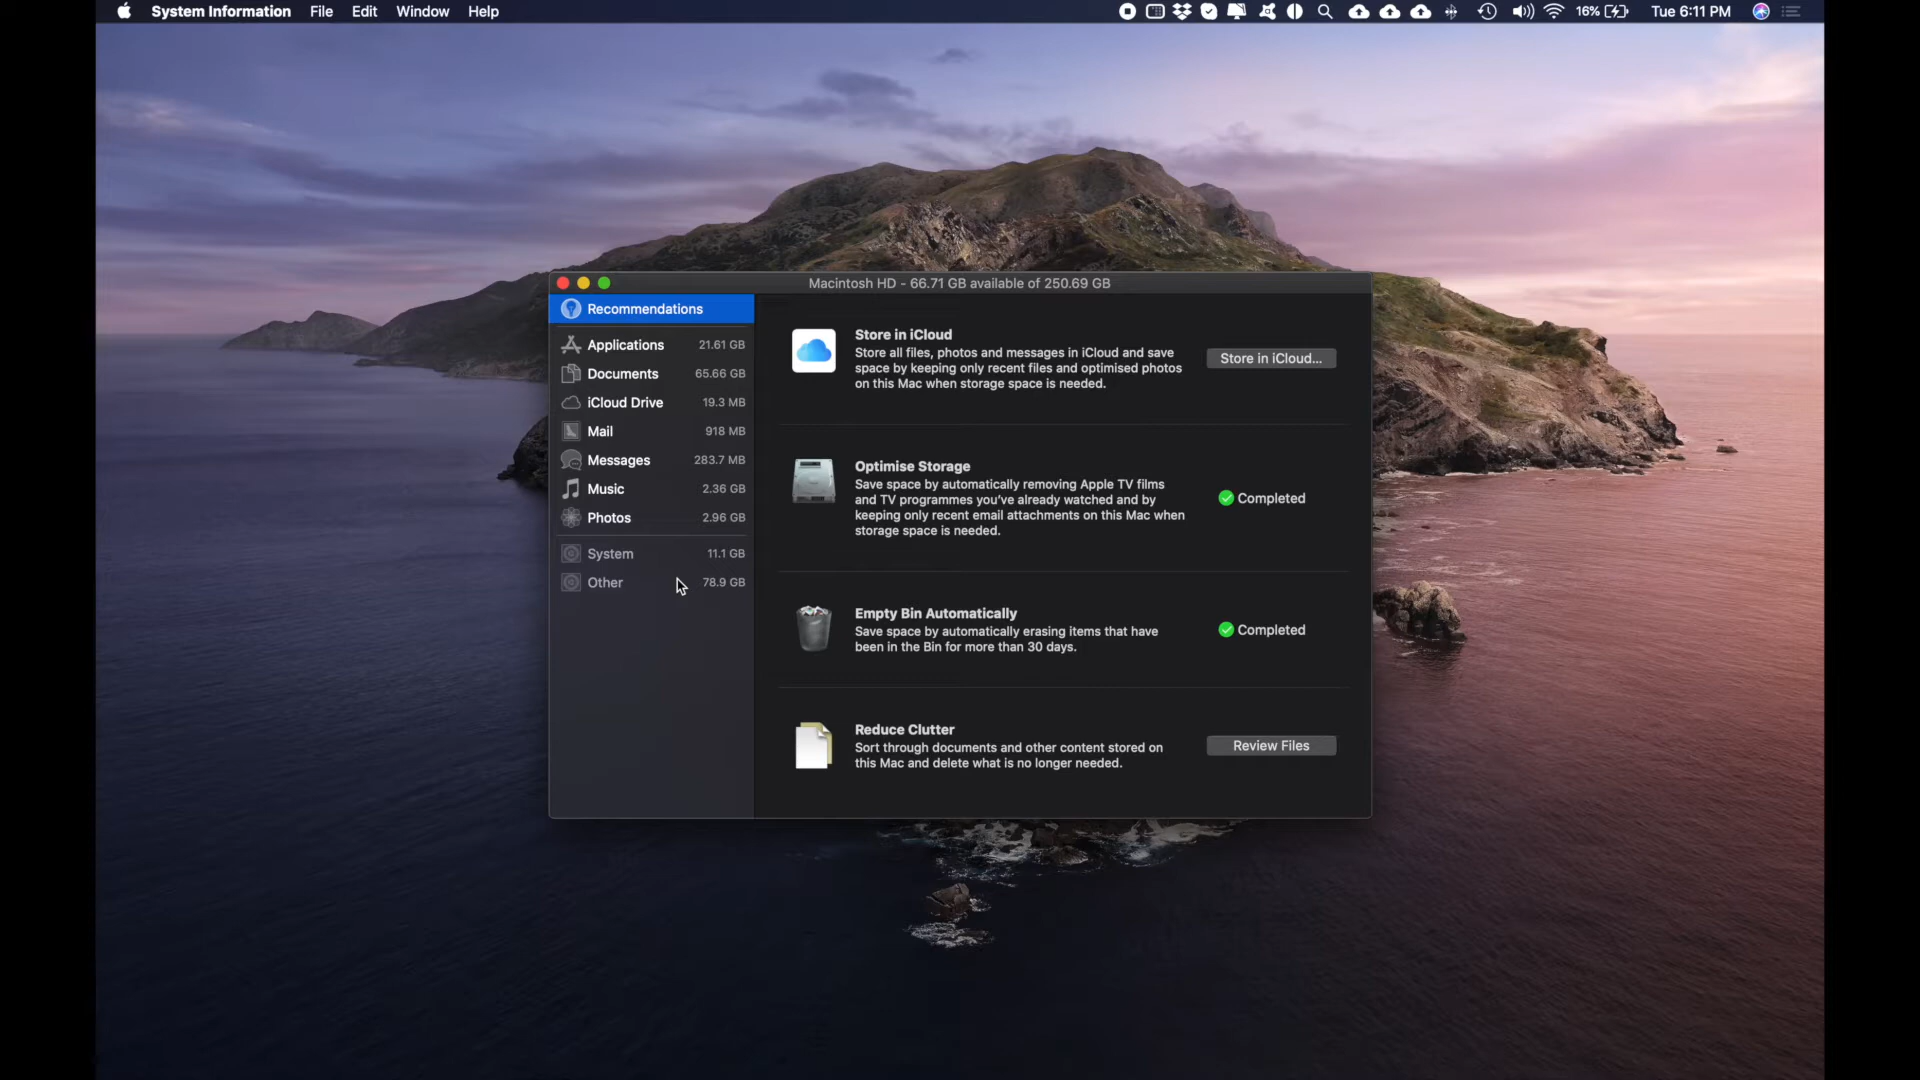 System Information File Edit Window Help
16% Tue 6:11 PM
Macintosh HD - 66.71 GB available of 250.69 GB
Recommendations
Applications 21.61 GB
Documents 65.66 GB
iCloud Drive 19.3 MB
Mail 918 MB
Messages 283.7 MB
Music 2.36 GB
Photos 2.96 GB
System 11.1 GB
Other 78.9 GB
Store in iCloud
Store all files, photos and messages in iCloud and save
space by keeping only recent files and optimised photos
on this Mac when storage space is needed.
Store in iCloud...
Optimise Storage
Save space by automatically removing Apple TV films
and TV programmes you've already watched and by
keeping only recent email attachments on this Mac when
storage space is needed.
Completed
Empty Bin Automatically
Save space by automatically erasing items that have
been in the Bin for more than 30 days.
Completed
Reduce Clutter
Sort through documents and other content stored on
this Mac and delete what is no longer needed.
Review Files